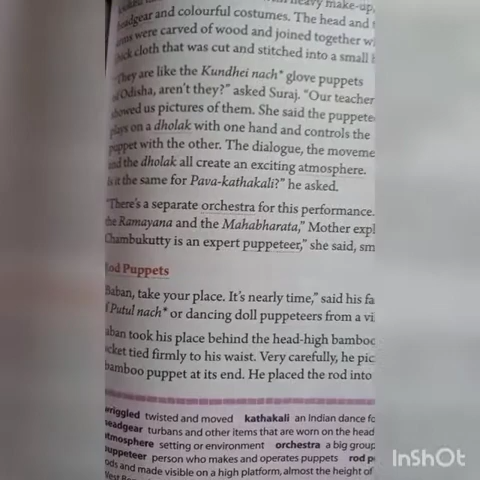 heavy make-up,
headgear and colourful costumes. The head and
arms were carved of wood and joined together
thick cloth that was cut and stitched into a small
"They are like the Kundhei nach* glove puppets
of Odisha, aren't they?" asked Suraj. "Our teacher
showed us pictures of them. She said the
plays on a dholak with one hand and controls the
puppet with the other. The dialogue, the
and the dholak all create an exciting atmosphere.
Is it the same for Pava-kathakali?" he asked.
"There's a separate orchestra for this performance.
the Ramayana and the Mahabharata," Mother
Chambukutty is an expert puppeteer," she said,
Rod Puppets
"Baban, take your place. It's nearly time," said his
Putul nach* or dancing doll puppeteers from a
Baban took his place behind the head-high
tied firmly to his waist. Very carefully, he
bamboo puppet at its end. He placed the rod into
wriggled twisted and moved kathakali an Indian dance
headgear turbans and other items that are worn on the head
atmosphere setting or environment orchestra a big group
puppeteer person who makes and operates puppets rod
rods and made visible on a high platform, almost the height of
West
InShOt